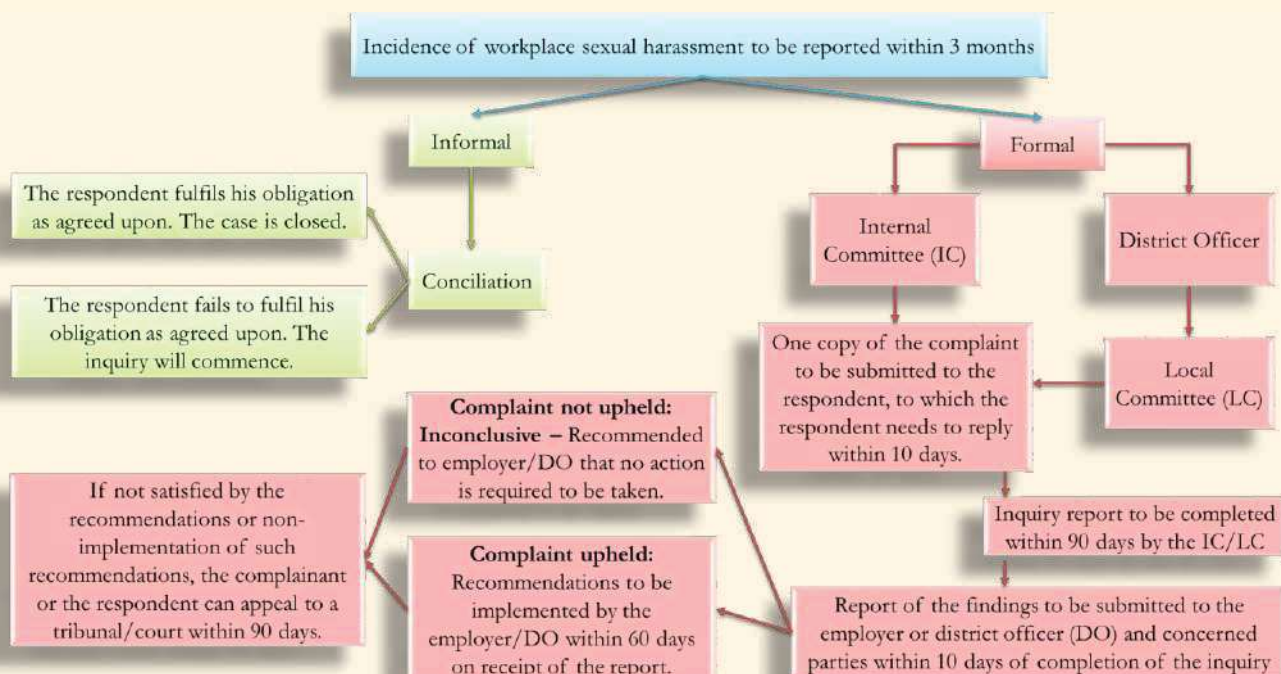 Incidence of workplace sexual harassment to be reported within 3 months
Informal
Formal
The respondent fulfils his obligation
as agreed upon. The case is closed.
Internal
Committee (IC)
District Officer
Conciliation
The respondent fails to fulfil his
obligation as agreed upon. The
inquiry will commence.
One copy of the complaint
to be submitted to the
respondent, to which the
respondent needs to reply
within 10 days.
Local
Committee (LC)
Complaint not upheld:
Inconclusive – Recommended
to employer/DO that no action
is required to be taken.
If not satisfied by the
recommendations or non-
implementation of such
recommendations, the complainant
or the respondent can appeal to a
tribunal/court within 90 days.
Inquiry report to be completed
within 90 days by the IC/LC
Complaint upheld:
Recommendations to be
implemented by the
employer/DO within 60 days
on receipt of the report.
Report of the findings to be submitted to the
employer or district officer (DO) and concerned
parties within 10 days of completion of the inquiry